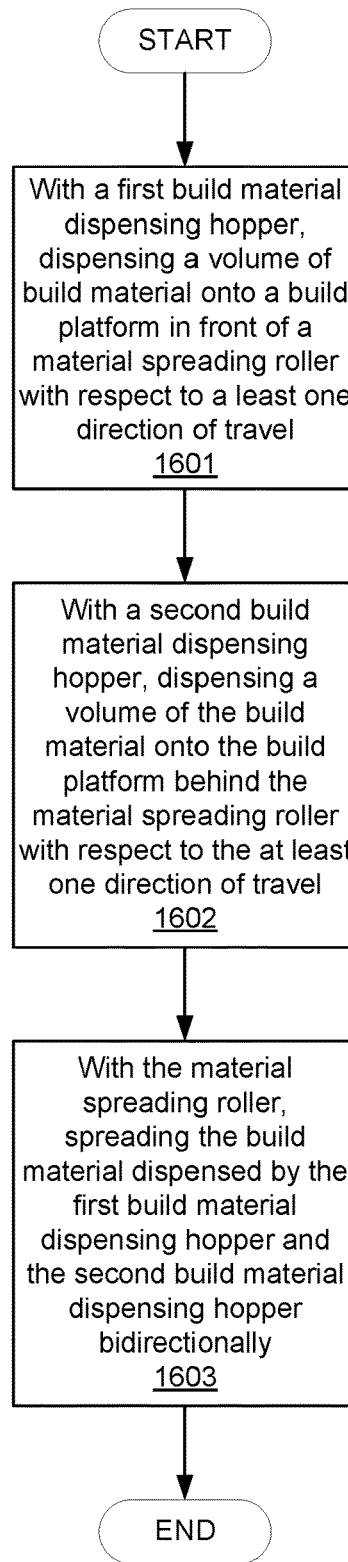 START
With a first build material
dispensing hopper,
dispensing a volume of
build material onto a build
platform in front of a
material spreading roller
with respect to a least one
direction of travel
1601
With a second build
material dispensing
hopper, dispensing a
volume of the build
material onto the build
platform behind the
material spreading roller
with respect to the at least
one direction of travel
1602
With the material
spreading roller,
spreading the build
material dispensed by the
first build material
dispensing hopper and
the second build material
dispensing hopper
bidirectionally
1603
END